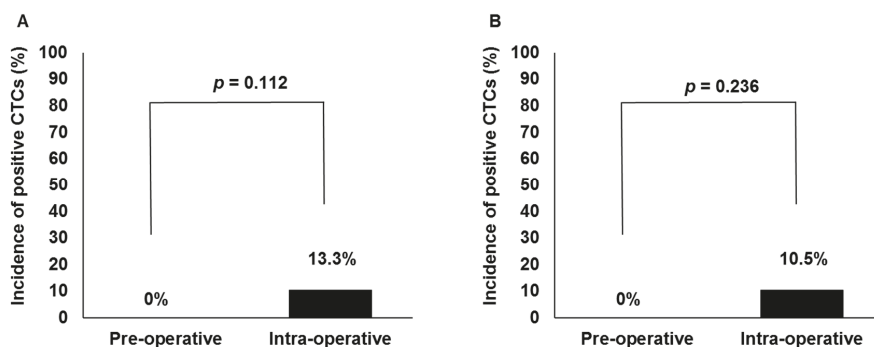 A
Incidence of positive CTCs (%)
100
90
80
70
60
50
40
30
20
10
0
p = 0.112
0%
13.3%
Pre-operative
Intra-operative
B
Incidence of positive CTCs (%)
100
90
80
70
60
50
40
30
20
10
0
p = 0.236
0%
10.5%
Pre-operative
Intra-operative